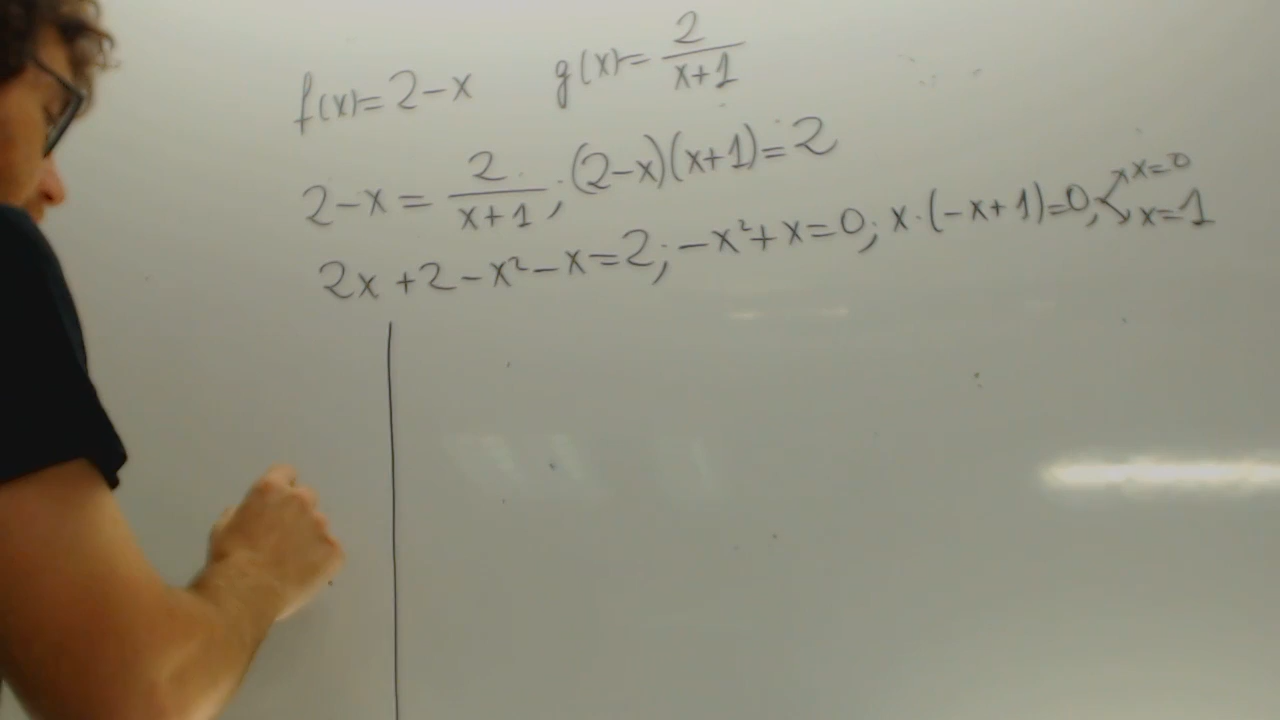 f(x)=2-x g(x)=2/(x+1)
2-x=2/(x+1); (2-x)(x+1)=2
2x+2-x²-x=2; -x²+x=0; x·(-x+1)=0; x=0 x=1